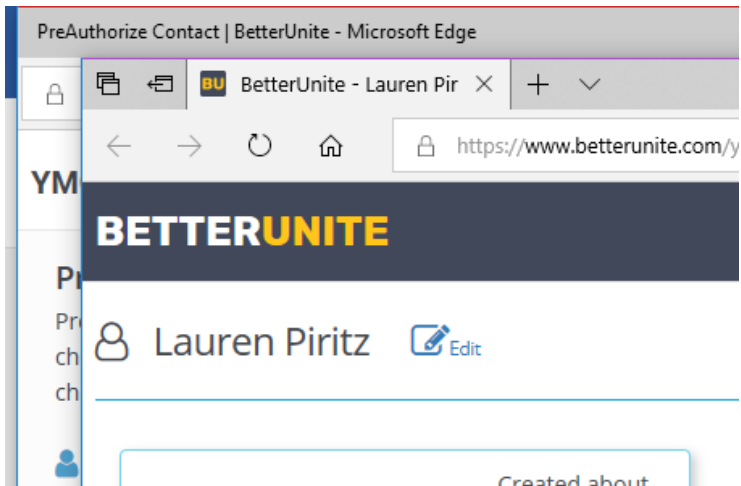 PreAuthorize Contact | BetterUnite - Microsoft Edge
BU BetterUnite - Lauren Pir
https://www.betterunite.com/y
YM
BETTERUNITE
Pr
Lauren Piritz Edit
Pr
ch
ch
Created about